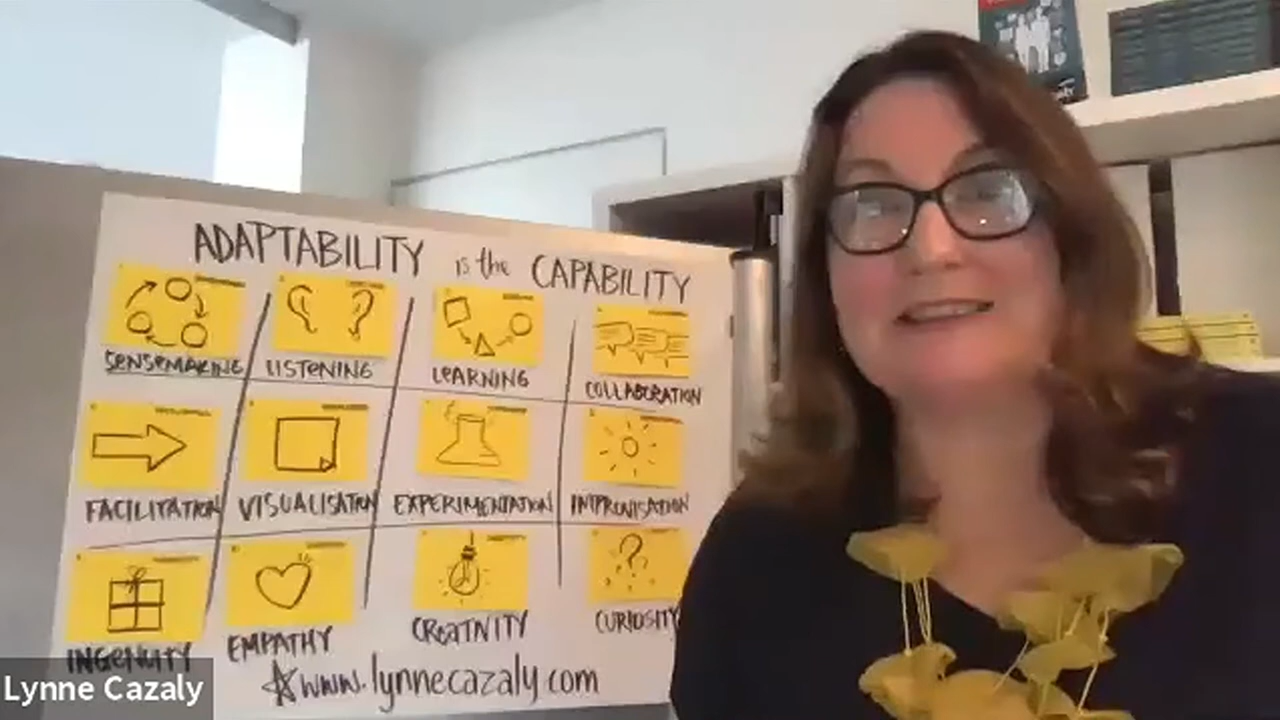 ADAPTABILITY is the CAPABILITY
SENSEMAKING LISTENING LEARNING COLLABORATION
FACILITATION VISUALISATION EXPERIMENTATION IMPROVISATION
INGENUITY EMPATHY CREATIVITY CURIOSITY
www.lynnecazaly.com
Lynne Cazaly